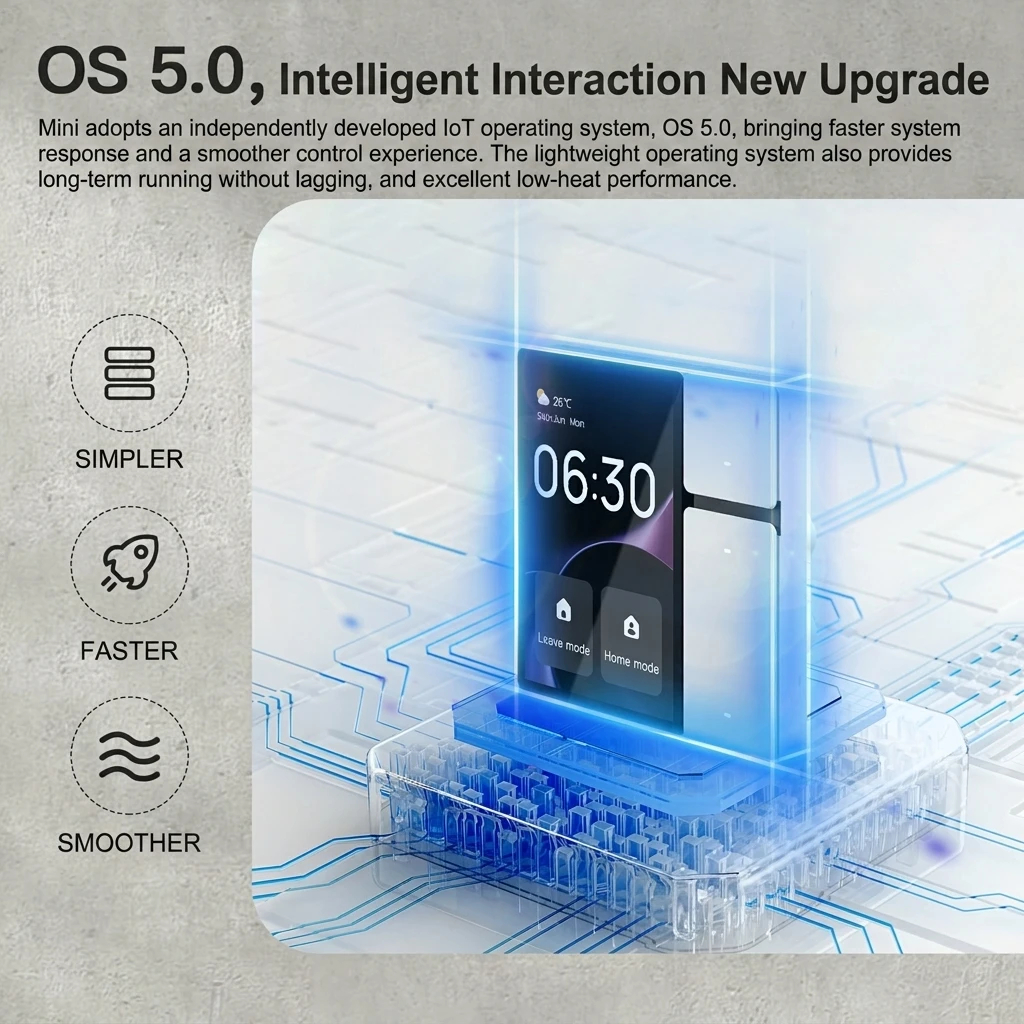 OS 5.0, Intelligent Interaction New Upgrade
Mini adopts an independently developed IoT operating system, OS 5.0, bringing faster system
response and a smoother control experience. The lightweight operating system also provides
long-term running without lagging, and excellent low-heat performance.
SIMPLER
FASTER
SMOOTHER
26℃
Mon
06:30
Leave mode
Home mode